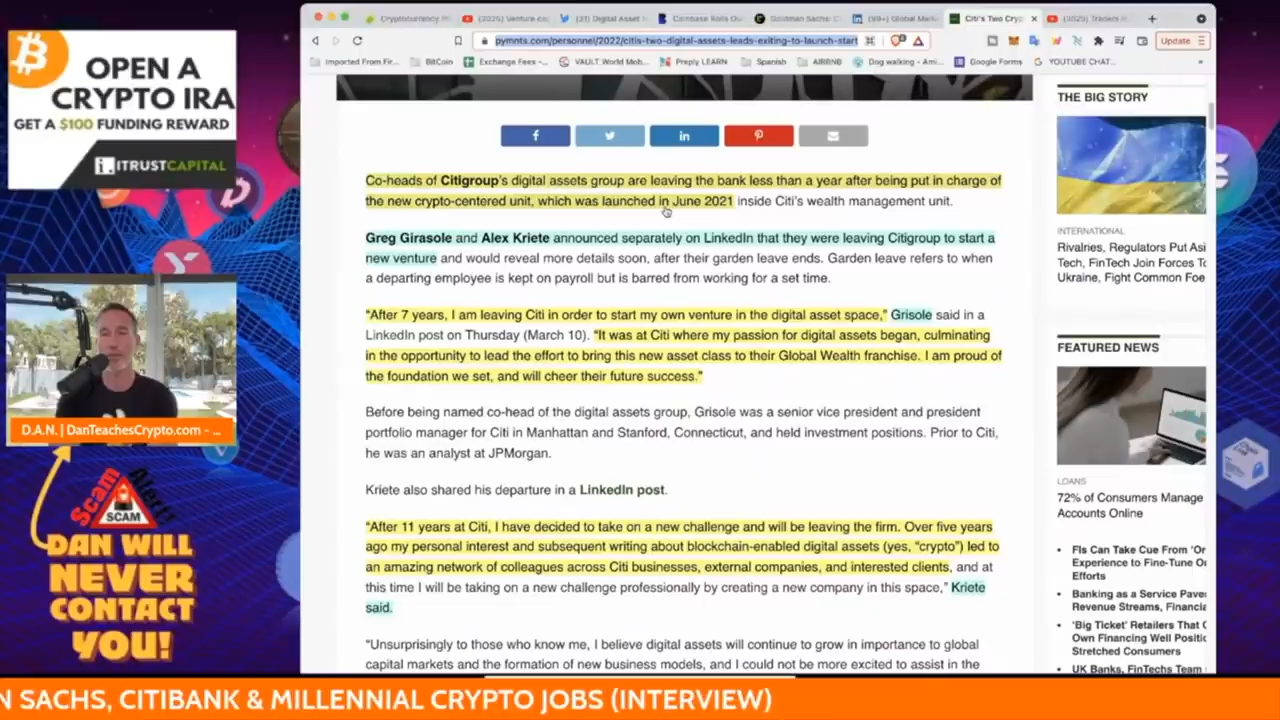 OPEN A
CRYPTO IRA
GET A $100 FUNDING REWARD
ITRUSTCAPITAL
D.A.N. | DanTeachesCrypto.com - ...
Scam Alert!
SCAM
DAN WILL
NEVER
CONTACT
YOU!
(2025) Venture.co
(31) Digital Asset
Coinbase Rolls Ou
Goldman Sachs: C
(99+) Global Mark
Citi's Two Cryp
(2025) Traders
pymnts.com/personnel/2022/citis-two-digital-assets-leads-exiting-to-launch-start
Update
Imported From Fir...
BitCoin
Exchange Fees -...
VAULT World Mob...
Preply LEARN
Spanish
AIRBNB
Dog walking - Ami...
Google Forms
YOUTUBE CHAT...
Co-heads of Citigroup's digital assets group are leaving the bank less than a year after being put in charge of
the new crypto-centered unit, which was launched in June 2021 inside Citi's wealth management unit.
Greg Girasole and Alex Kriete announced separately on LinkedIn that they were leaving Citigroup to start a
new venture and would reveal more details soon, after their garden leave ends. Garden leave refers to when
a departing employee is kept on payroll but is barred from working for a set time.
"After 7 years, I am leaving Citi in order to start my own venture in the digital asset space," Grisole said in a
LinkedIn post on Thursday (March 10). "It was at Citi where my passion for digital assets began, culminating
in the opportunity to lead the effort to bring this new asset class to their Global Wealth franchise. I am proud of
the foundation we set, and will cheer their future success."
Before being named co-head of the digital assets group, Grisole was a senior vice president and president
portfolio manager for Citi in Manhattan and Stanford, Connecticut, and held investment positions. Prior to Citi,
he was an analyst at JPMorgan.
Kriete also shared his departure in a LinkedIn post.
"After 11 years at Citi, I have decided to take on a new challenge and will be leaving the firm. Over five years
ago my personal interest and subsequent writing about blockchain-enabled digital assets (yes, "crypto") led to
an amazing network of colleagues across Citi businesses, external companies, and interested clients, and at
this time I will be taking on a new challenge professionally by creating a new company in this space," Kriete
said.
"Unsurprisingly to those who know me, I believe digital assets will continue to grow in importance to global
capital markets and the formation of new business models, and I could not be more excited to assist in the
THE BIG STORY
INTERNATIONAL
Rivalries, Regulators Put Asi
Tech, FinTech Join Forces To
Ukraine, Fight Common Foe
FEATURED NEWS
LOANS
72% of Consumers Manage
Accounts Online
FIs Can Take Cue From 'Or
Experience to Fine-Tune On
Efforts
Banking as a Service Paves
Revenue Streams, Financia
'Big Ticket' Retailers That O
Own Financing Well Positio
Stretched Consumers
UK Banks, FinTechs Team
N SACHS, CITIBANK & MILLENNIAL CRYPTO JOBS (INTERVIEW)